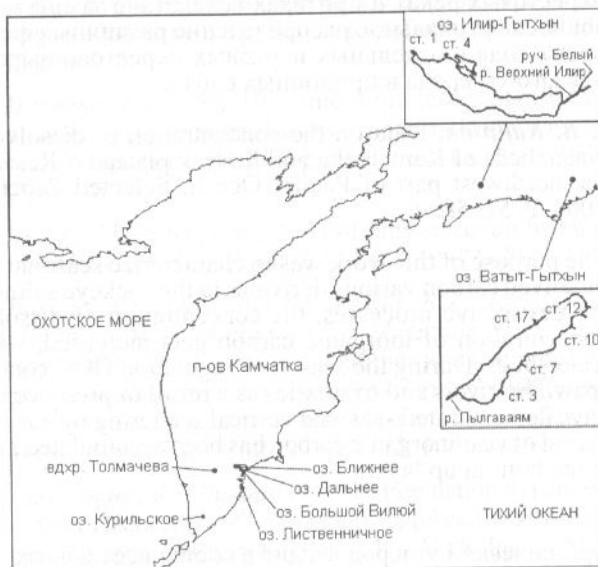 оз. Илир-Гытхын
ст. 1
ст. 4
руч. Белый
р. Верхний Илир
оз. Ватыт-Гытхын
ст. 12
ст. 17
ст. 10
ст. 7
ст. 3
р. Пылгаваям
ОХОТСКОЕ МОРЕ
п-ов Камчатка
вдхр. Толмачева
оз. Ближнее
оз. Дальнее
оз. Курильское
оз. Большой Вилюй
оз. Лиственничное
ТИХИЙ ОКЕАН